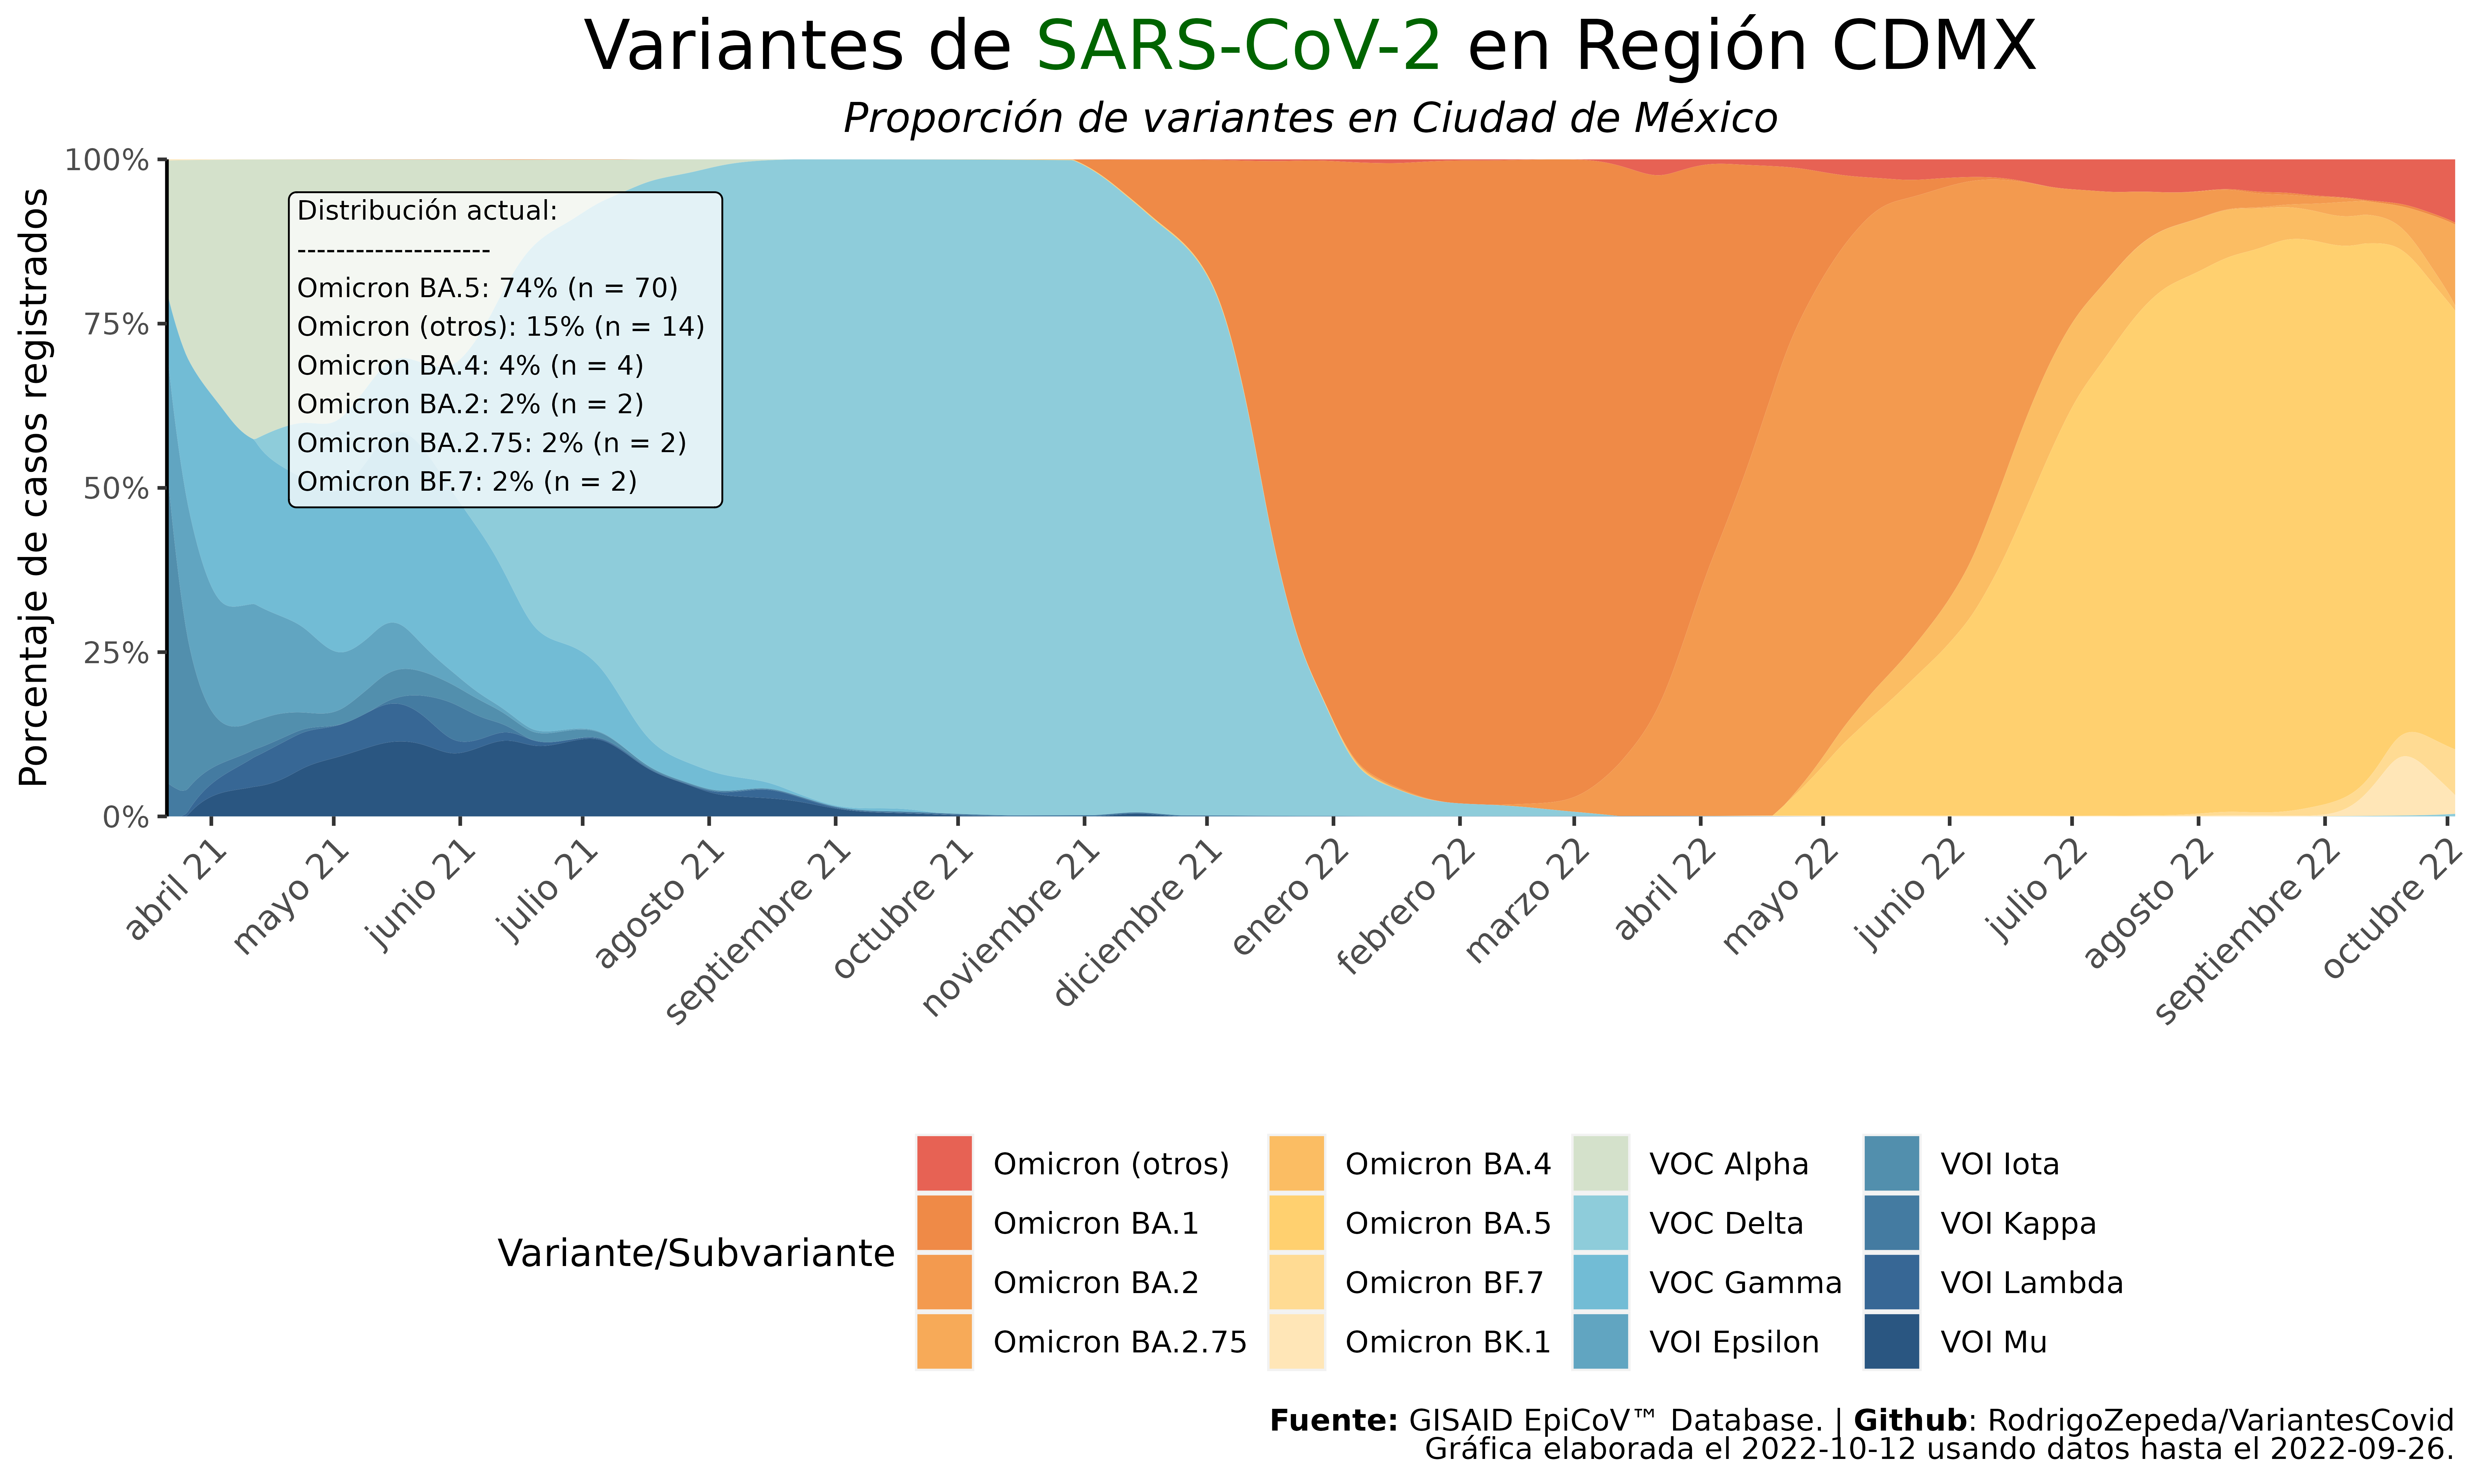 Variantes de SARS-CoV-2 en Región CDMX
Proporción de variantes en Ciudad de México
Porcentaje de casos registrados
100%
75%
50%
25%
0%
Distribución actual:
--------------------
Omicron BA.5: 74% (n = 70)
Omicron (otros): 15% (n = 14)
Omicron BA.4: 4% (n = 4)
Omicron BA.2: 2% (n = 2)
Omicron BA.2.75: 2% (n = 2)
Omicron BF.7: 2% (n = 2)
abril 21
mayo 21
junio 21
julio 21
agosto 21
septiembre 21
octubre 21
noviembre 21
diciembre 21
enero 22
febrero 22
marzo 22
abril 22
mayo 22
junio 22
julio 22
agosto 22
septiembre 22
octubre 22
Variante/Subvariante
Omicron (otros)
Omicron BA.1
Omicron BA.2
Omicron BA.2.75
Omicron BA.4
Omicron BA.5
Omicron BF.7
Omicron BK.1
VOC Alpha
VOC Delta
VOC Gamma
VOI Epsilon
VOI Iota
VOI Kappa
VOI Lambda
VOI Mu
Fuente: GISAID EpiCoV™ Database. | Github: RodrigoZepeda/VariantesCovid
Gráfica elaborada el 2022-10-12 usando datos hasta el 2022-09-26.